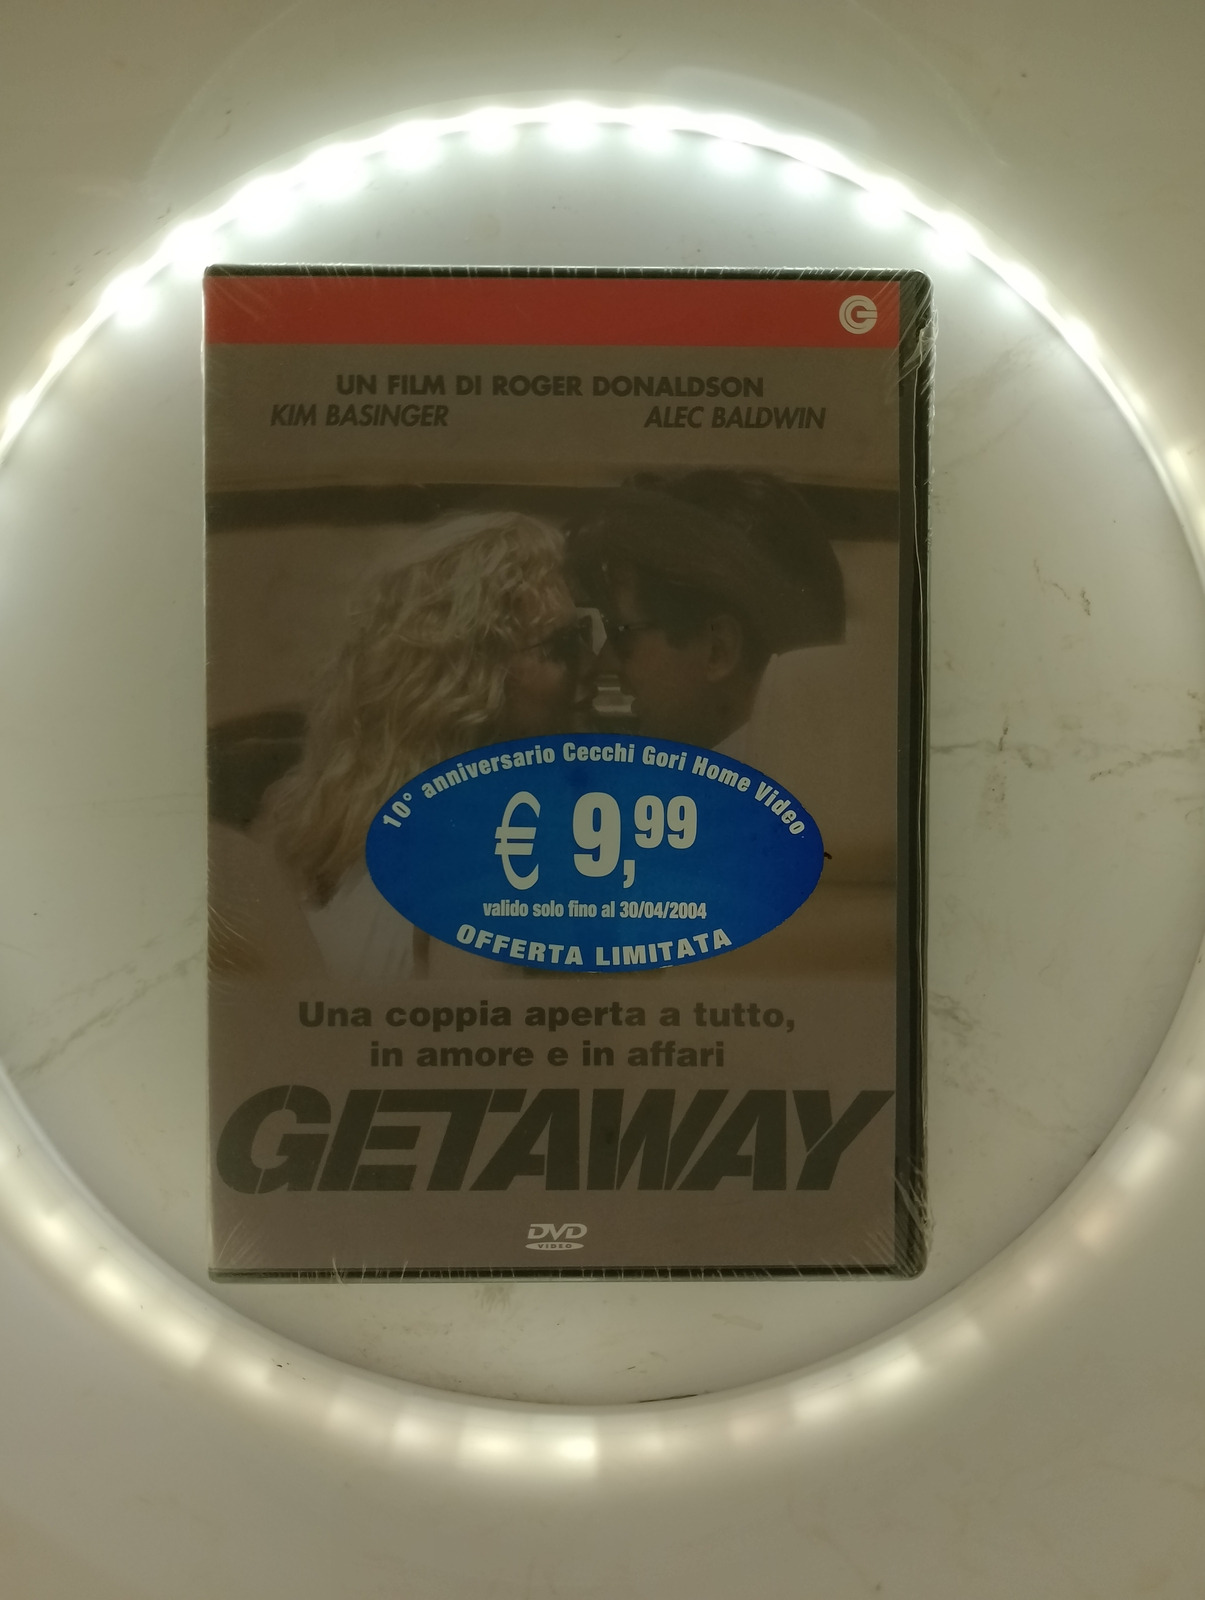 UN FILM DI ROGER DONALDSON
KIM BASINGER ALEC BALDWIN
10° anniversario Cecchi Gori Home Video
€ 9,99
valido solo fino al 30/04/2004
OFFERTA LIMITATA
Una coppia aperta a tutto,
in amore e in affari
GETAWAY
DVD
VIDEO